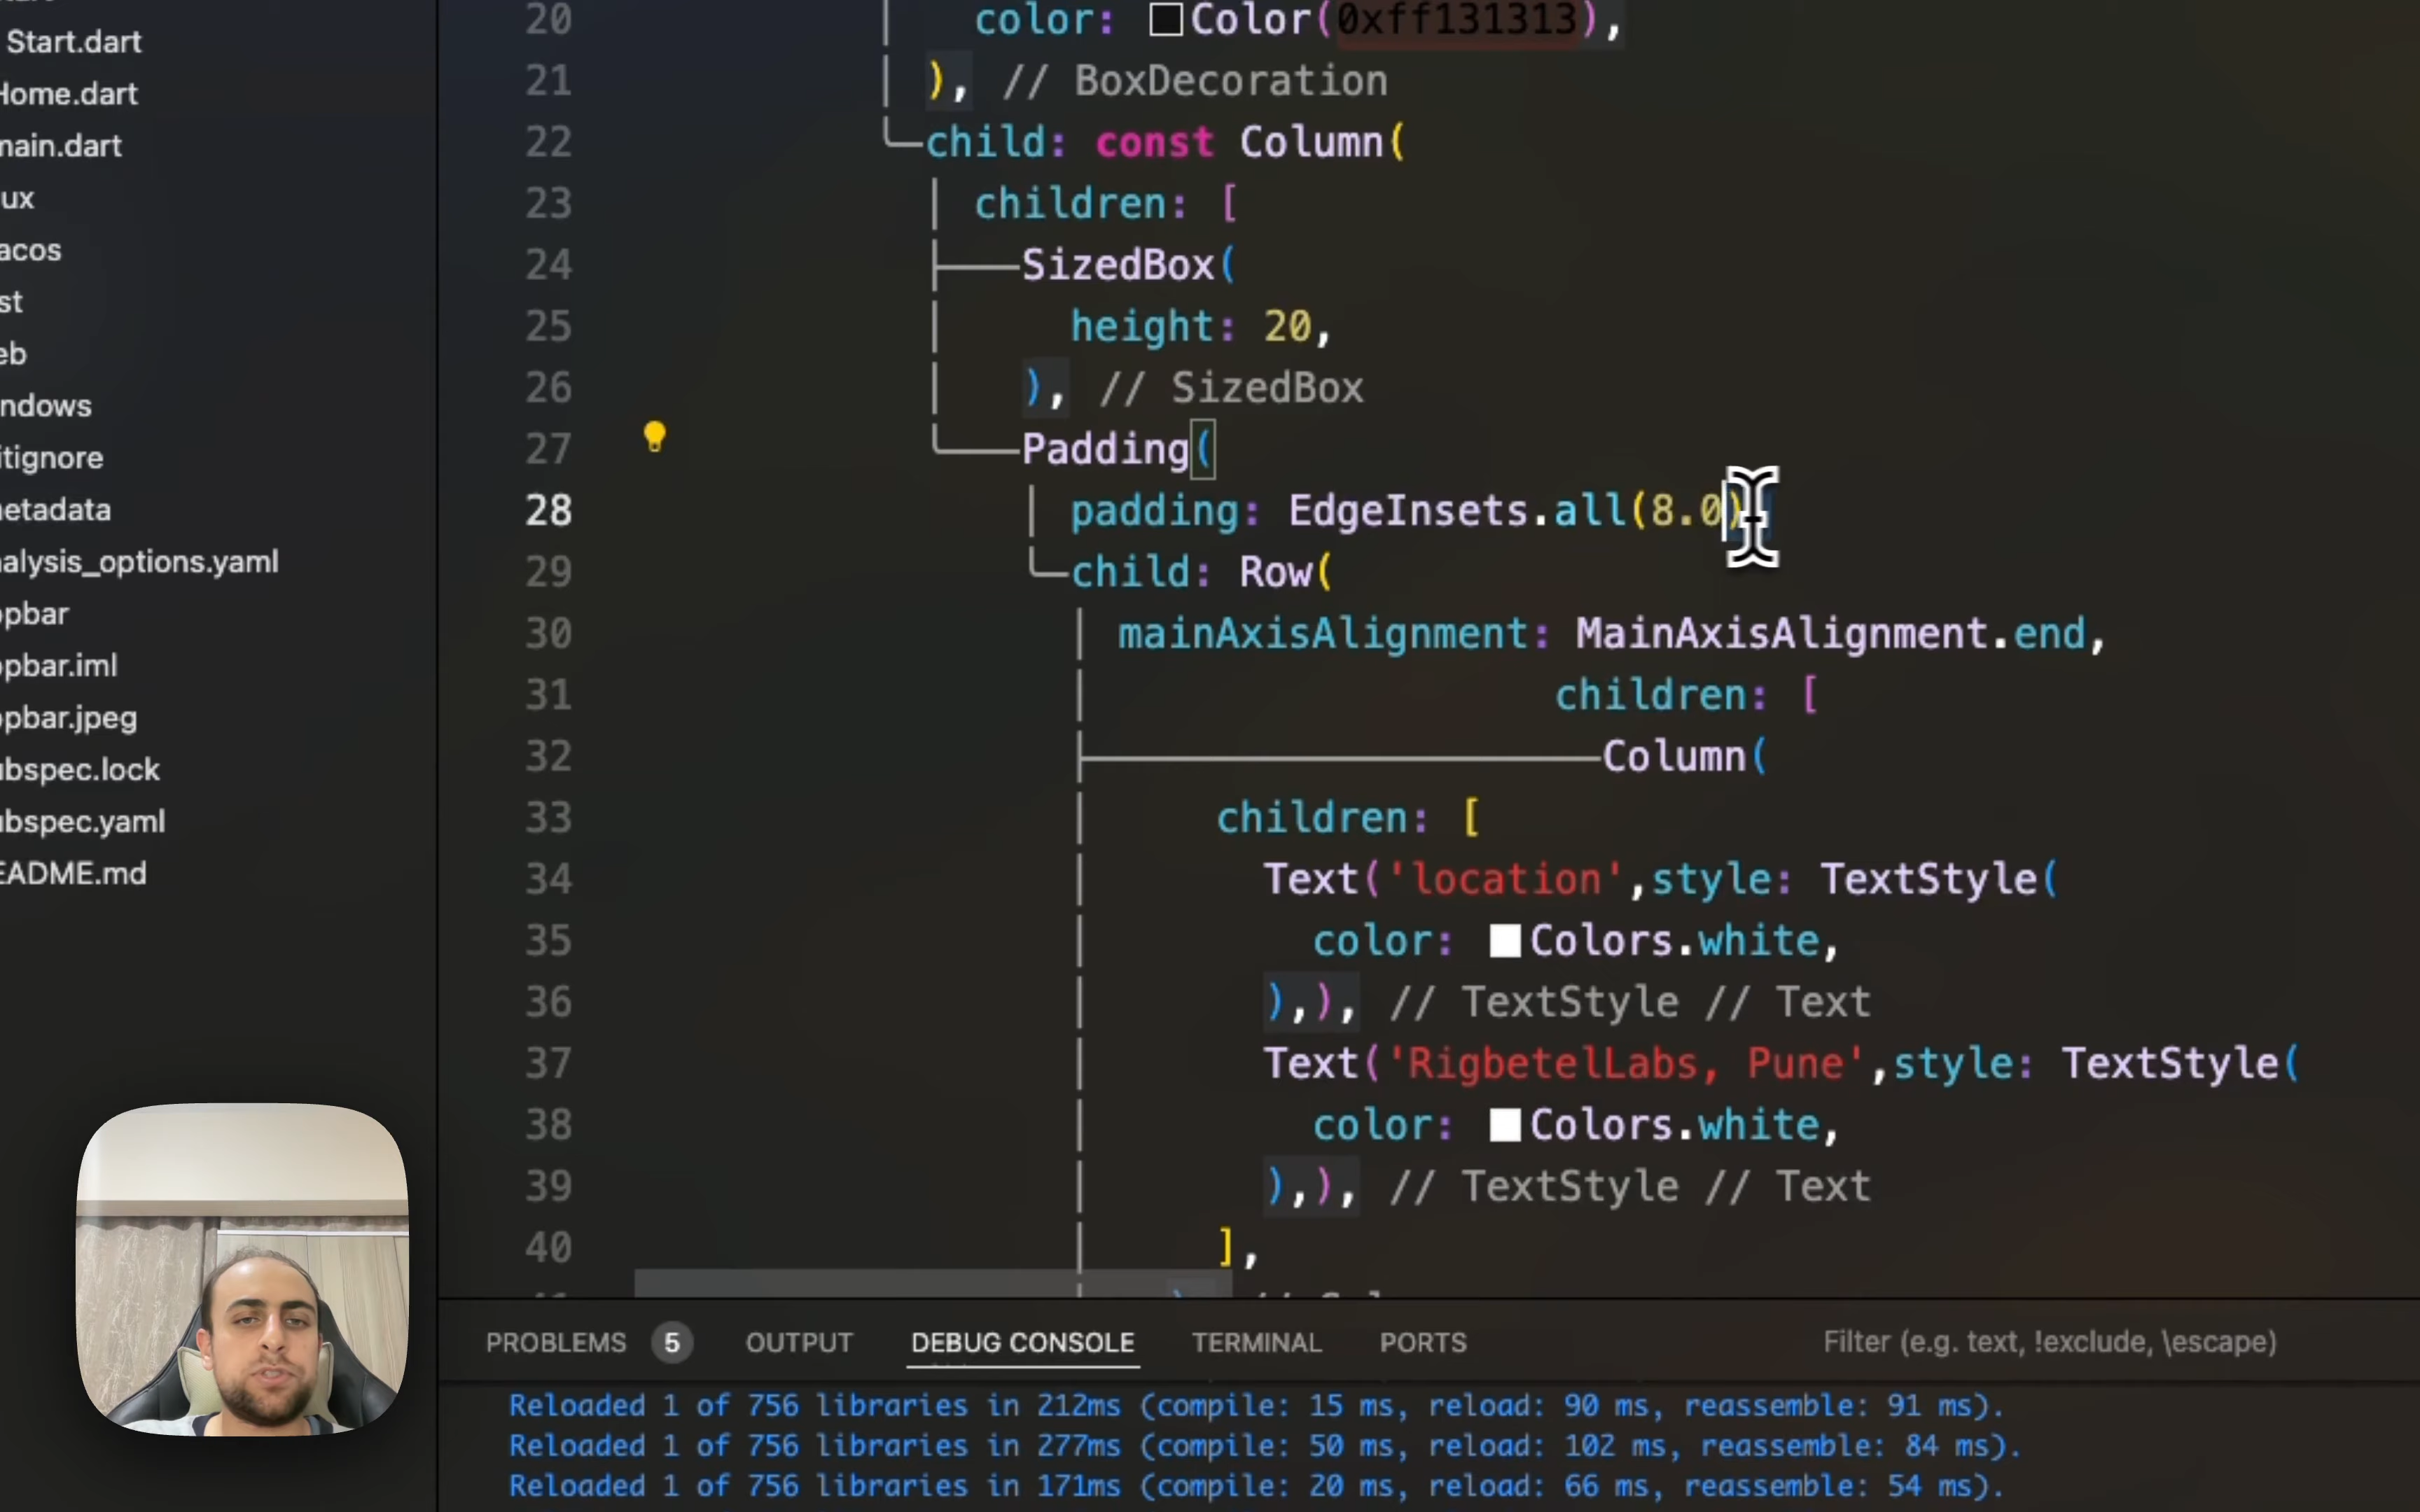 Start.dart
Home.dart
main.dart
ux
acos
st
eb
ndows
itignore
etadata
alysis_options.yaml
pbar
pbar.iml
pbar.jpeg
ubspec.lock
ubspec.yaml
EADME.md
20 color: Color(0xff131313),
21 ), // BoxDecoration
22 child: const Column(
23 children: [
24 SizedBox(
25 height: 20,
26 ), // SizedBox
27 Padding(
28 padding: EdgeInsets.all(8.0)
29 child: Row(
30 mainAxisAlignment: MainAxisAlignment.end,
31 children: [
32 Column(
33 children: [
34 Text('location',style: TextStyle(
35 color: Colors.white,
36 ),), // TextStyle // Text
37 Text('RigbetelLabs, Pune',style: TextStyle(
38 color: Colors.white,
39 ),), // TextStyle // Text
40 ],
PROBLEMS 5 OUTPUT DEBUG CONSOLE TERMINAL PORTS Filter (e.g. text, !exclude, \escape)
Reloaded 1 of 756 libraries in 212ms (compile: 15 ms, reload: 90 ms, reassemble: 91 ms).
Reloaded 1 of 756 libraries in 277ms (compile: 50 ms, reload: 102 ms, reassemble: 84 ms).
Reloaded 1 of 756 libraries in 171ms (compile: 20 ms, reload: 66 ms, reassemble: 54 ms).